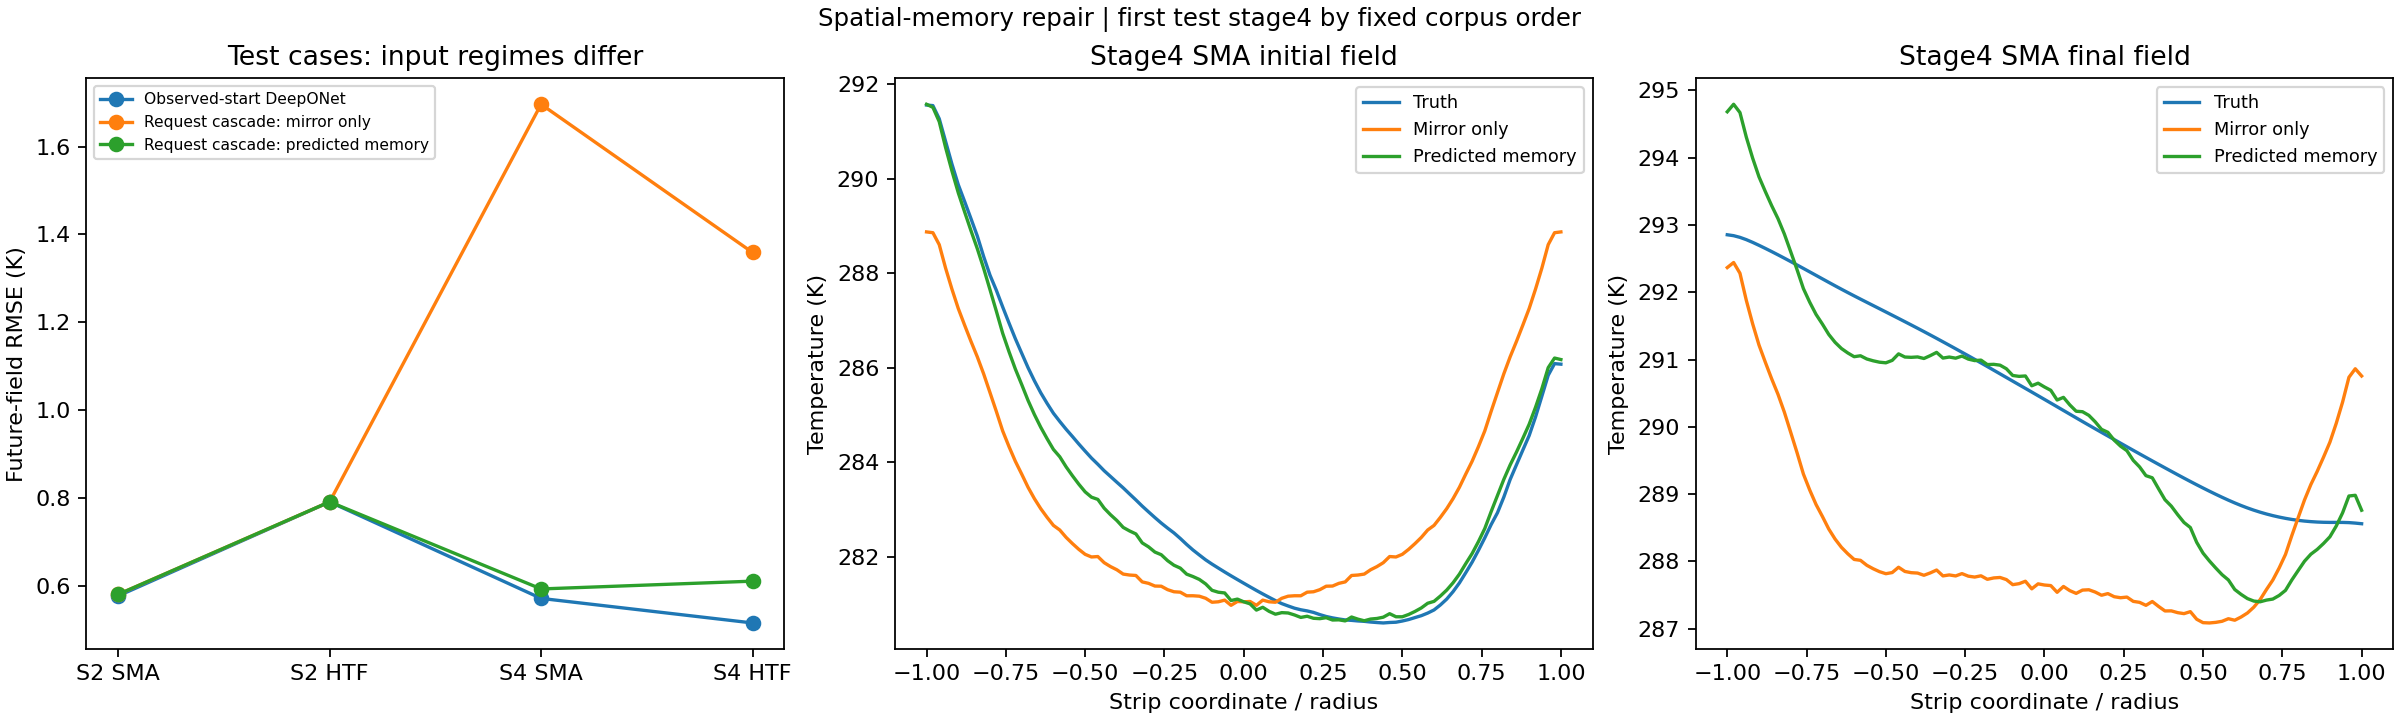 Spatial-memory repair | first test stage4 by fixed corpus order
Test cases: input regimes differ
Observed-start DeepONet
Request cascade: mirror only
Request cascade: predicted memory
Future-field RMSE (K)
1.6
1.4
1.2
1.0
0.8
0.6
S2 SMA
S2 HTF
S4 SMA
S4 HTF
Stage4 SMA initial field
Truth
Mirror only
Predicted memory
Temperature (K)
292
290
288
286
284
282
−1.00
−0.75
−0.50
−0.25
0.00
0.25
0.50
0.75
1.00
Strip coordinate / radius
Stage4 SMA final field
Truth
Mirror only
Predicted memory
Temperature (K)
295
294
293
292
291
290
289
288
287
−1.00
−0.75
−0.50
−0.25
0.00
0.25
0.50
0.75
1.00
Strip coordinate / radius